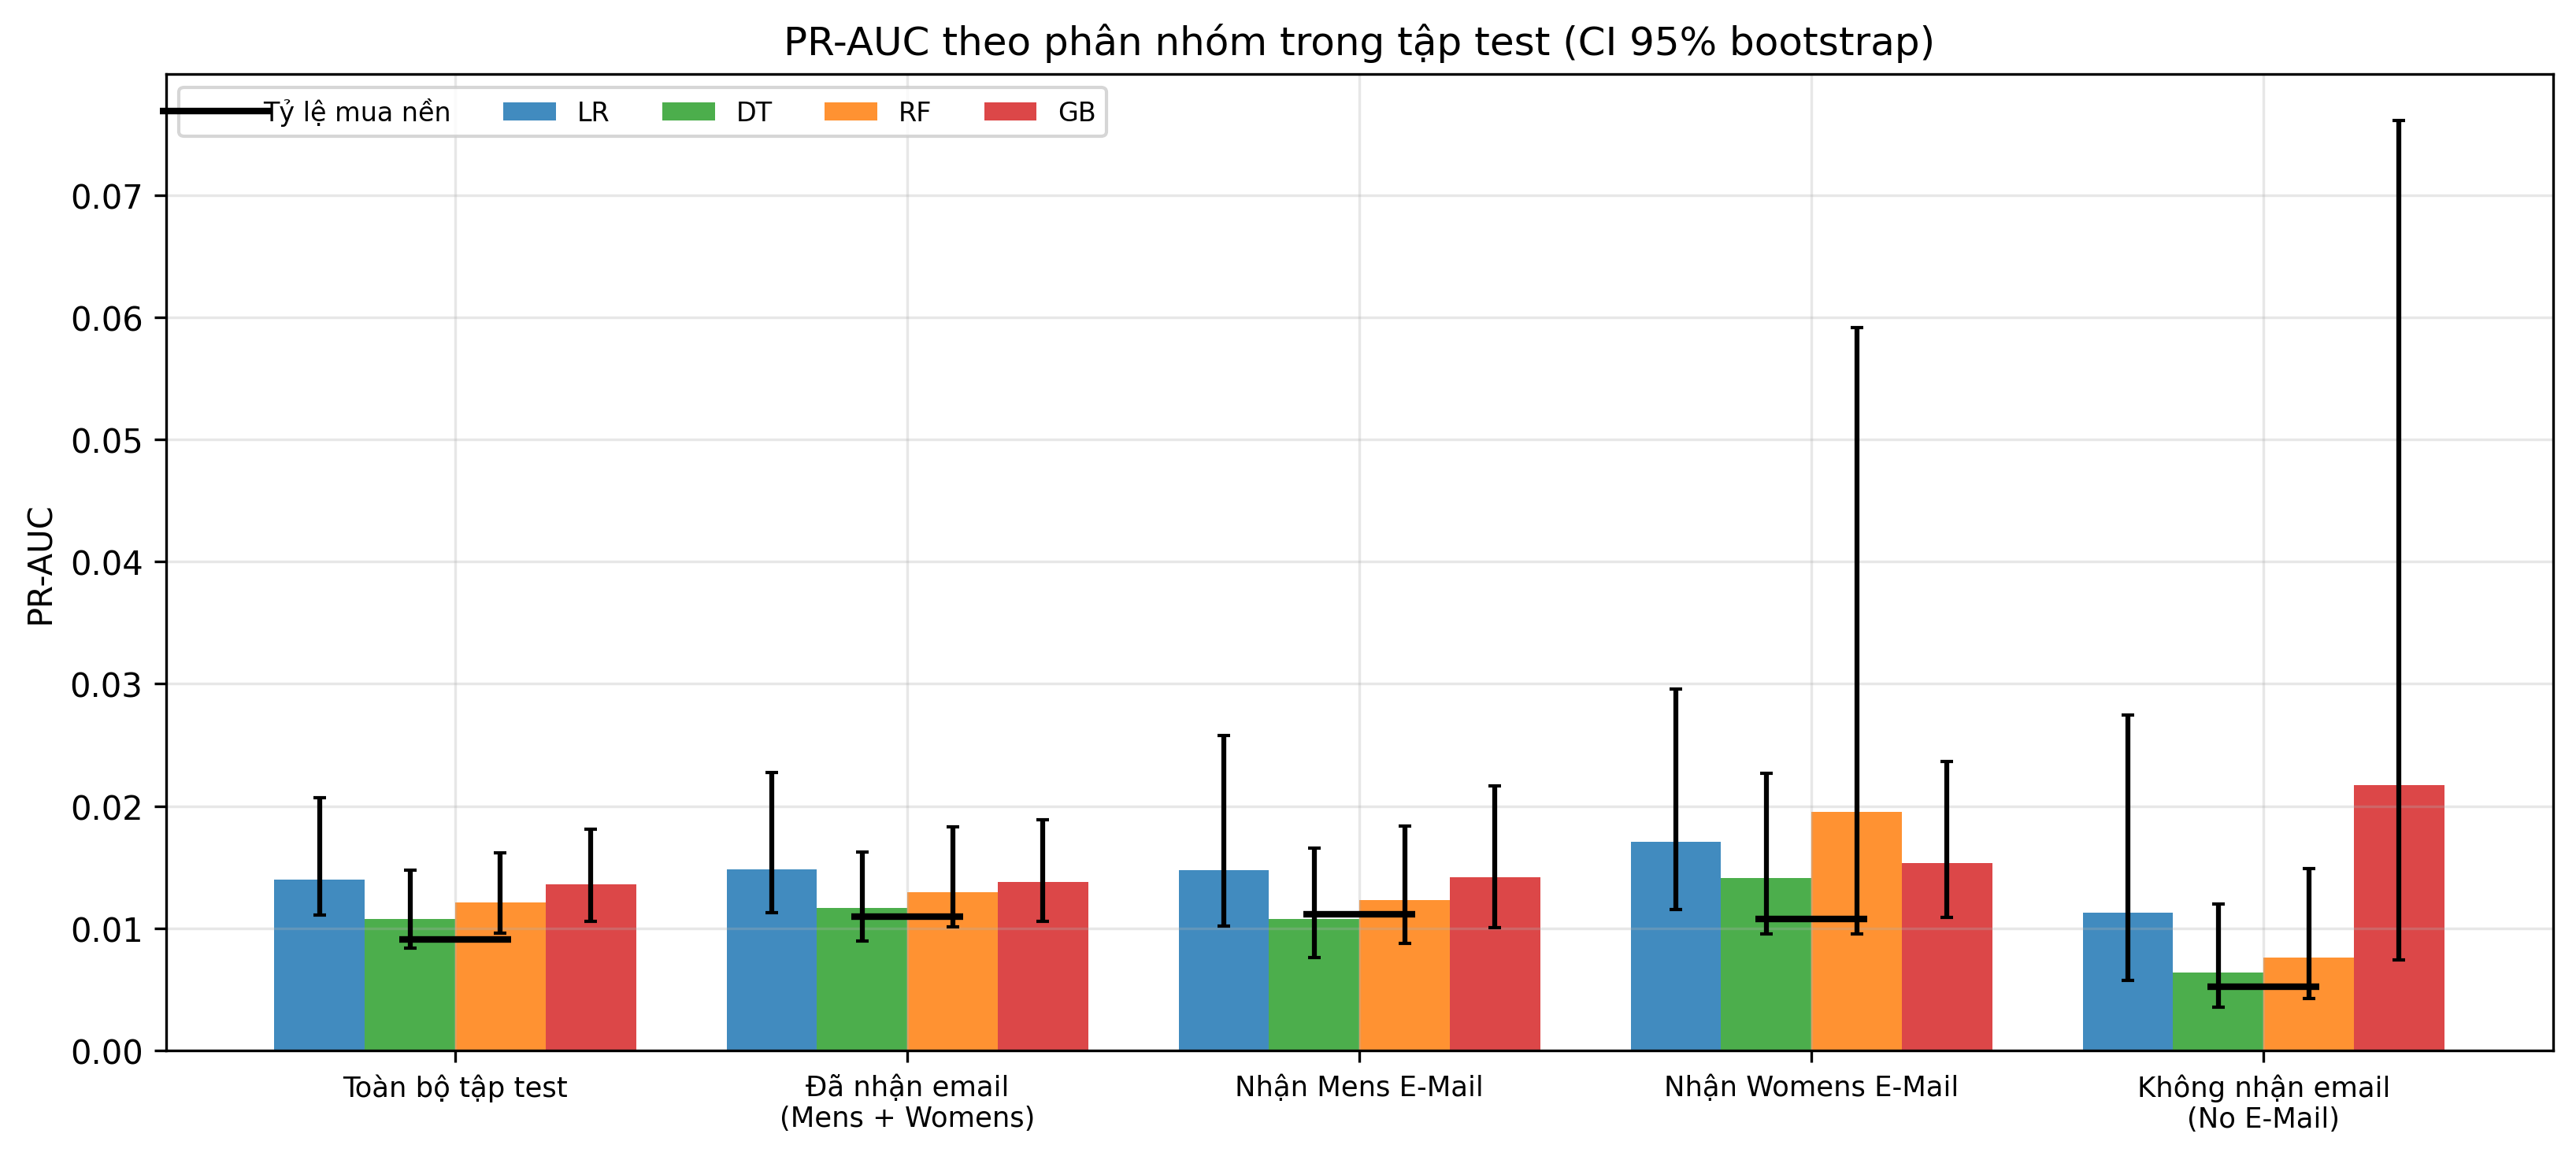 PR-AUC theo phân nhóm trong tập test (CI 95% bootstrap)
Tỷ lệ mua nền LR DT RF GB
PR-AUC
0.07
0.06
0.05
0.04
0.03
0.02
0.01
0.00
Toàn bộ tập test
Đã nhận email
(Mens + Womens)
Nhận Mens E-Mail
Nhận Womens E-Mail
Không nhận email
(No E-Mail)